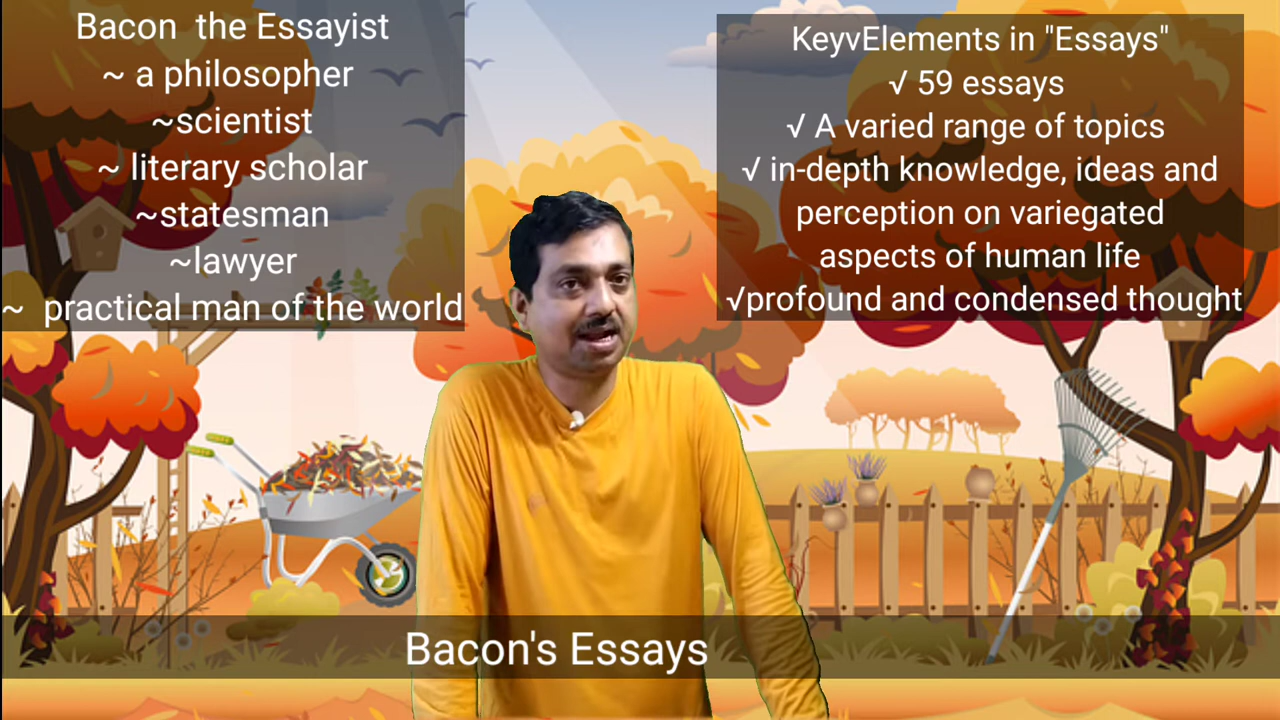 Bacon  the Essayist
~ a philosopher
~scientist
~ literary scholar
~statesman
~lawyer
~  practical man of the world
KeyvElements in "Essays"
√ 59 essays
√ A varied range of topics
√ in-depth knowledge, ideas and
perception on variegated
aspects of human life
√profound and condensed thought
Bacon's Essays